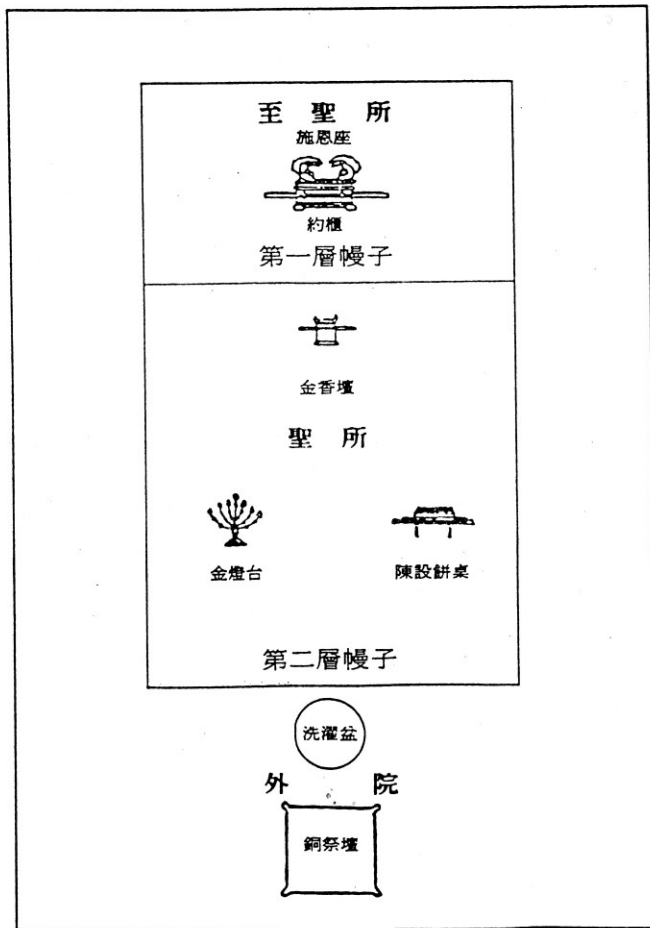 至聖所
施恩座
約櫃
第一層幔子
金香壇
聖所
金燈台
陳設餅桌
第二層幔子
洗濯盆
外院
銅祭壇